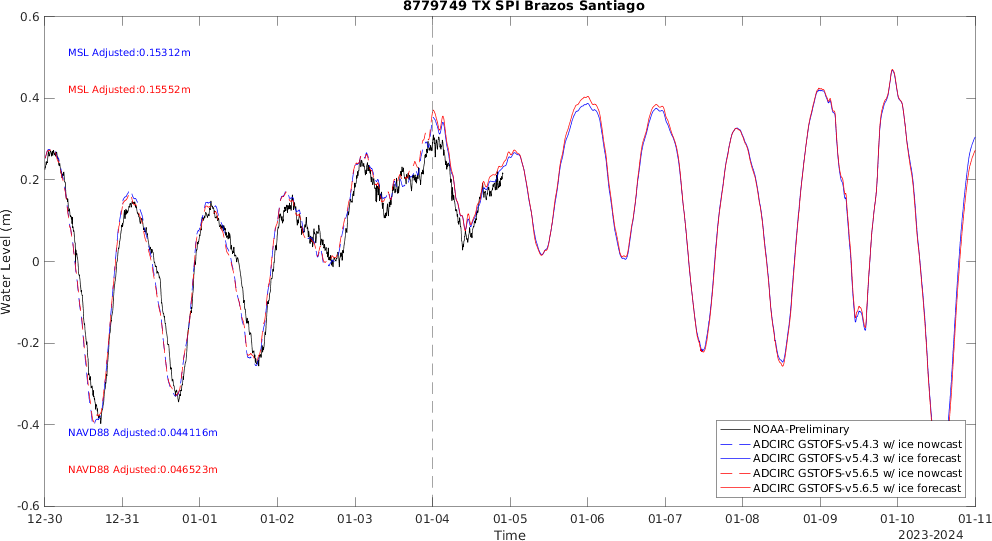 8779749 TX SPI Brazos Santiago
0.6
0.4
0.2
0
-0.2
-0.4
-0.6
Water Level (m)
MSL Adjusted:0.15312m
MSL Adjusted:0.15552m
NAVD88 Adjusted:0.044116m
NAVD88 Adjusted:0.046523m
NOAA-Preliminary
ADCIRC GSTOFS-v5.4.3 w/ ice nowcast
ADCIRC GSTOFS-v5.4.3 w/ ice forecast
ADCIRC GSTOFS-v5.6.5 w/ ice nowcast
ADCIRC GSTOFS-v5.6.5 w/ ice forecast
12-30 12-31 01-01 01-02 01-03 01-04 01-05 01-06 01-07 01-08 01-09 01-10 01-11
Time
2023-2024